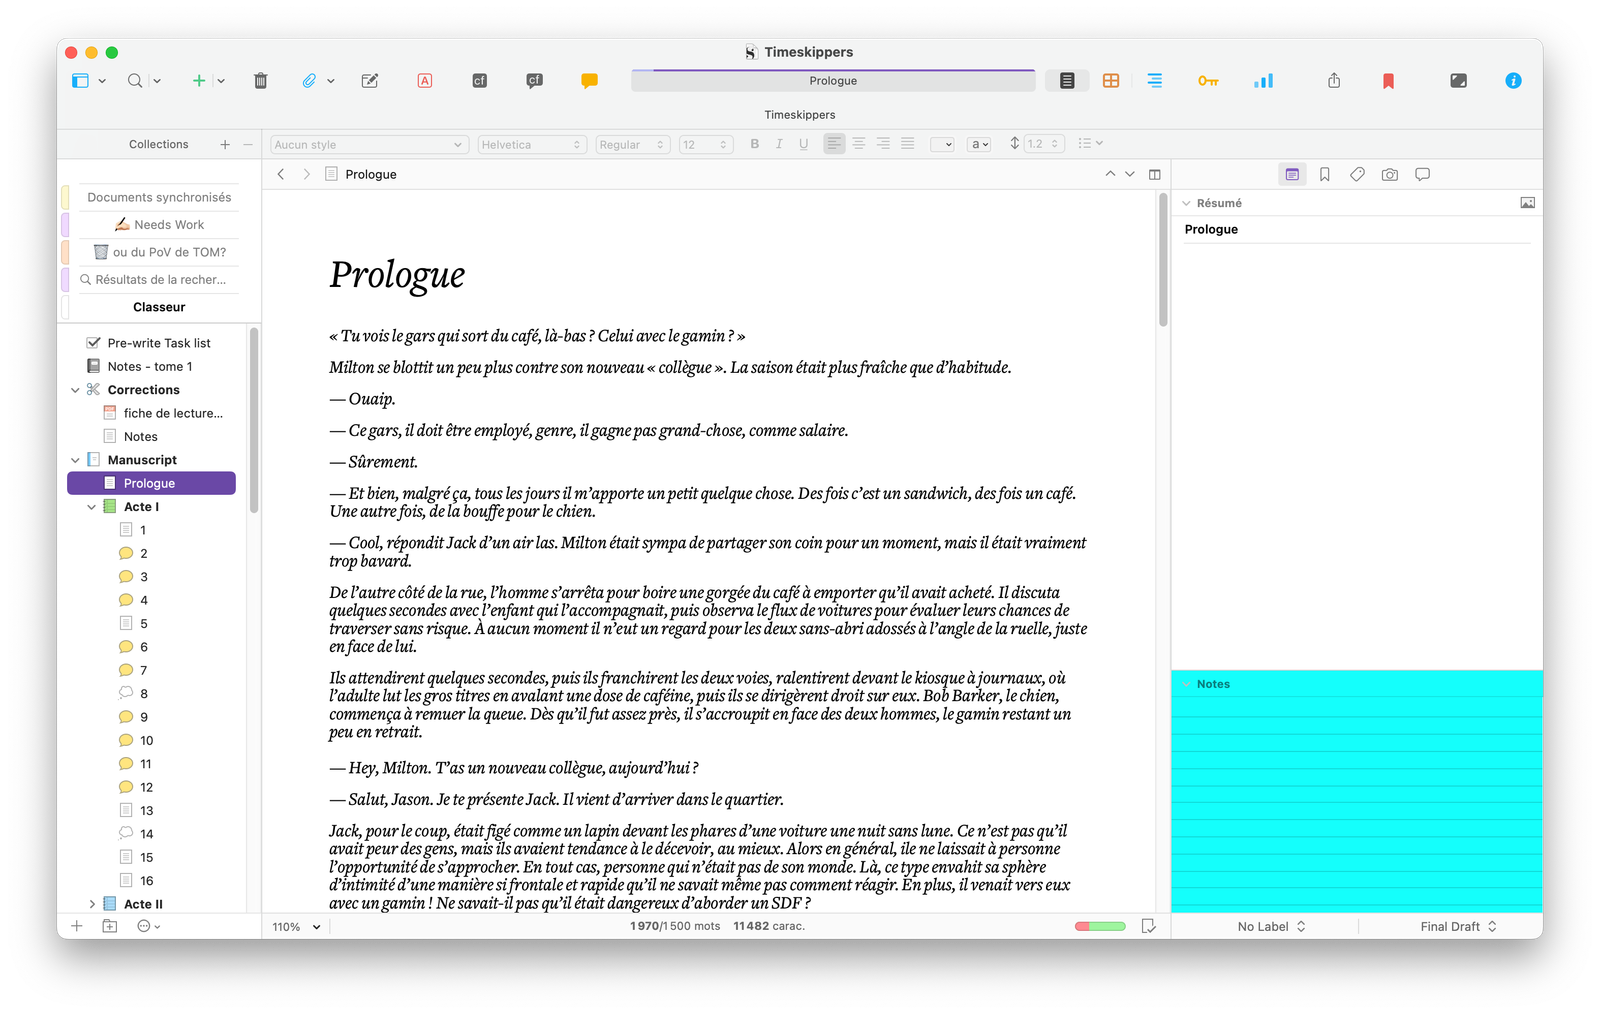 Timeskippers
Prologue
Timeskippers
Collections
Aucun style
Helvetica
Regular
12
B I U
a
1.2
Documents synchronisés
✍🏻 Needs Work
🗑️ ou du PoV de TOM?
Résultats de la recher...
Classeur
Pre-write Task list
Notes - tome 1
Corrections
fiche de lecture...
Notes
Manuscript
Prologue
Acte I
1
2
3
4
5
6
7
8
9
10
11
12
13
14
15
16
Acte II
Prologue
Prologue
« Tu vois le gars qui sort du café, là-bas ? Celui avec le gamin ? »
Milton se blottit un peu plus contre son nouveau « collègue ». La saison était plus fraîche que d’habitude.
— Ouaip.
— Ce gars, il doit être employé, genre, il gagne pas grand-chose, comme salaire.
— Sûrement.
— Et bien, malgré ça, tous les jours il m’apporte un petit quelque chose. Des fois c’est un sandwich, des fois un café.
Une autre fois, de la bouffe pour le chien.
— Cool, répondit Jack d’un air las. Milton était sympa de partager son coin pour un moment, mais il était vraiment
trop bavard.
De l’autre côté de la rue, l’homme s’arrêta pour boire une gorgée du café à emporter qu’il avait acheté. Il discuta
quelques secondes avec l’enfant qui l’accompagnait, puis observa le flux de voitures pour évaluer leurs chances de
traverser sans risque. À aucun moment il n’eut un regard pour les deux sans-abri adossés à l’angle de la ruelle, juste
en face de lui.
Ils attendirent quelques secondes, puis ils franchirent les deux voies, ralentirent devant le kiosque à journaux, où
l’adulte lut les gros titres en avalant une dose de caféine, puis ils se dirigèrent droit sur eux. Bob Barker, le chien,
commença à remuer la queue. Dès qu’il fut assez près, il s’accroupit en face des deux hommes, le gamin restant un
peu en retrait.
— Hey, Milton. T’as un nouveau collègue, aujourd’hui ?
— Salut, Jason. Je te présente Jack. Il vient d’arriver dans le quartier.
Jack, pour le coup, était figé comme un lapin devant les phares d’une voiture une nuit sans lune. Ce n’est pas qu’il
avait peur des gens, mais ils avaient tendance à le décevoir, au mieux. Alors en général, ile ne laissait à personne
l’opportunité de s’approcher. En tout cas, personne qui n’était pas de son monde. Là, ce type envahit sa sphère
d’intimité d’une manière si frontale et rapide qu’il ne savait même pas comment réagir. En plus, il venait vers eux
avec un gamin ! Ne savait-il pas qu’il était dangereux d’aborder un SDF ?
110%
1 970/1 500 mots 11 482 carac.
Résumé
Prologue
Notes
No Label
Final Draft